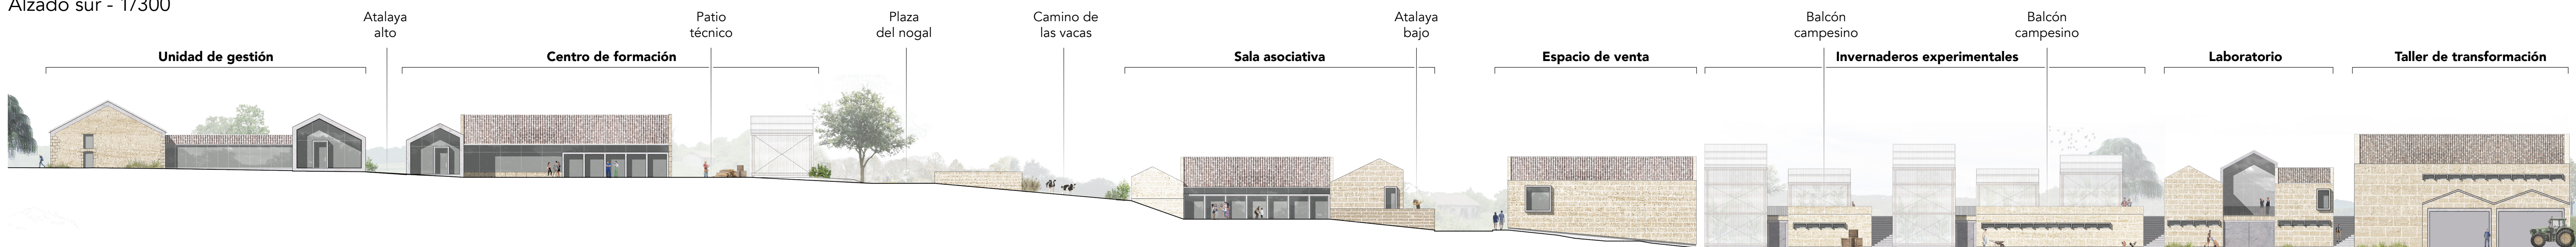 Alzado sur - 1/300
Atalaya
alto
Patio
técnico
Plaza
del nogal
Camino de
las vacas
Atalaya
bajo
Balcón
campesino
Balcón
campesino
Unidad de gestión
Centro de formación
Sala asociativa
Espacio de venta
Invernaderos experimentales
Laboratorio
Taller de transformación